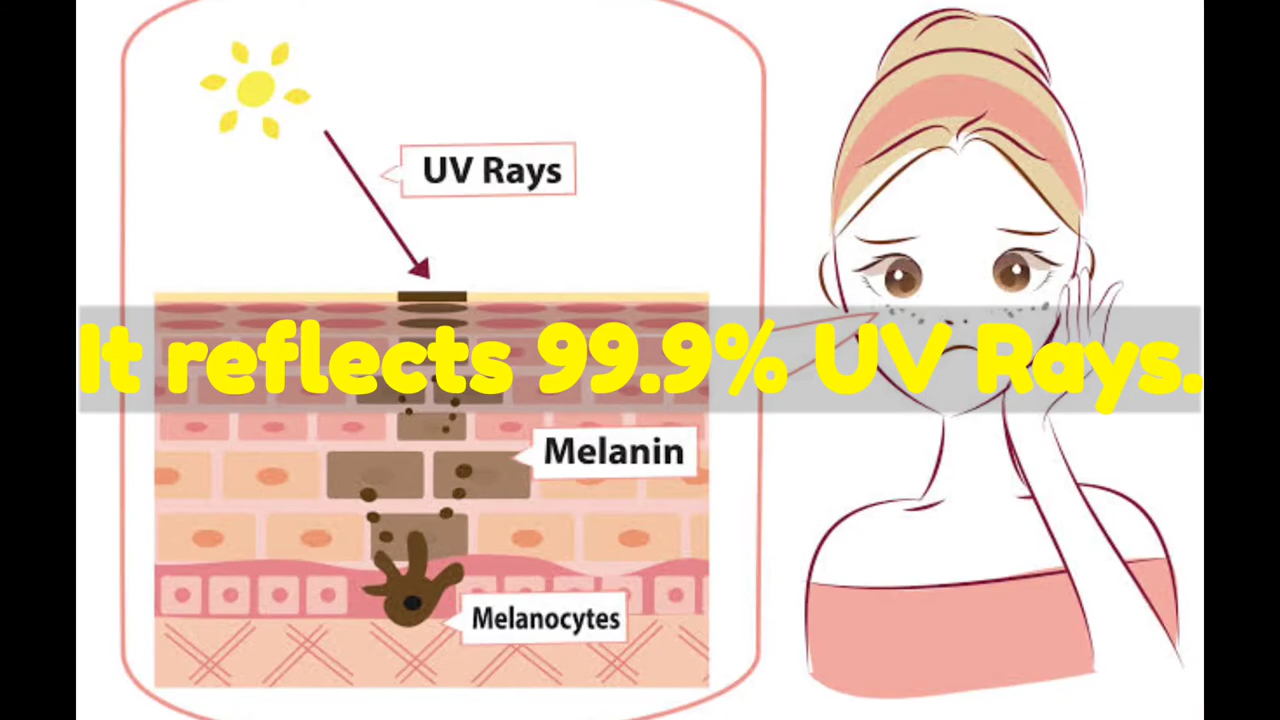 UV Rays
It reflects 99.9% UV Rays.
Melanin
Melanocytes